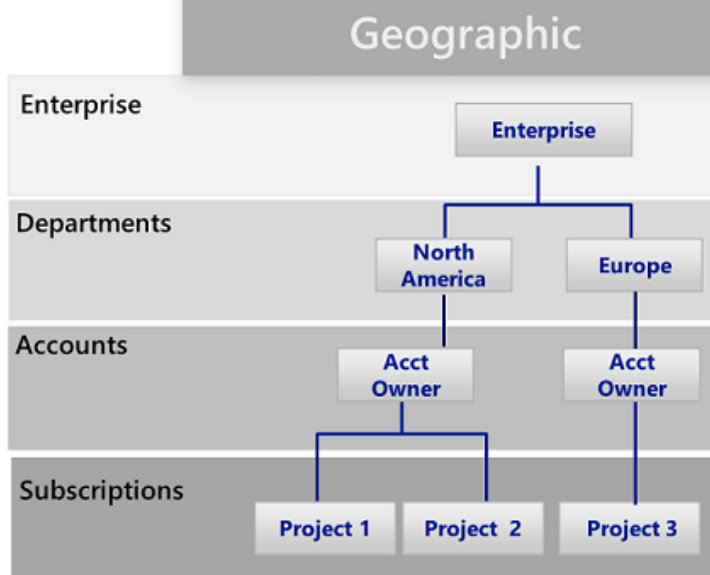 Geographic
Enterprise
Enterprise
Departments
North
America
Europe
Accounts
Acct
Owner
Acct
Owner
Subscriptions
Project 1
Project 2
Project 3